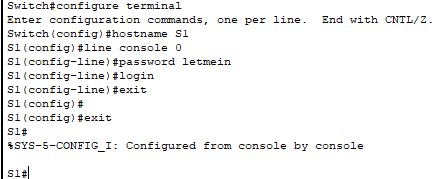 Switch#configure terminal
Enter configuration commands, one per line.  End with CNTL/Z.
Switch(config)#hostname S1
S1(config)#line console 0
S1(config-line)#password letmein
S1(config-line)#login
S1(config-line)#exit
S1(config)#
S1(config)#exit
S1#
%SYS-5-CONFIG_I: Configured from console by console
S1#